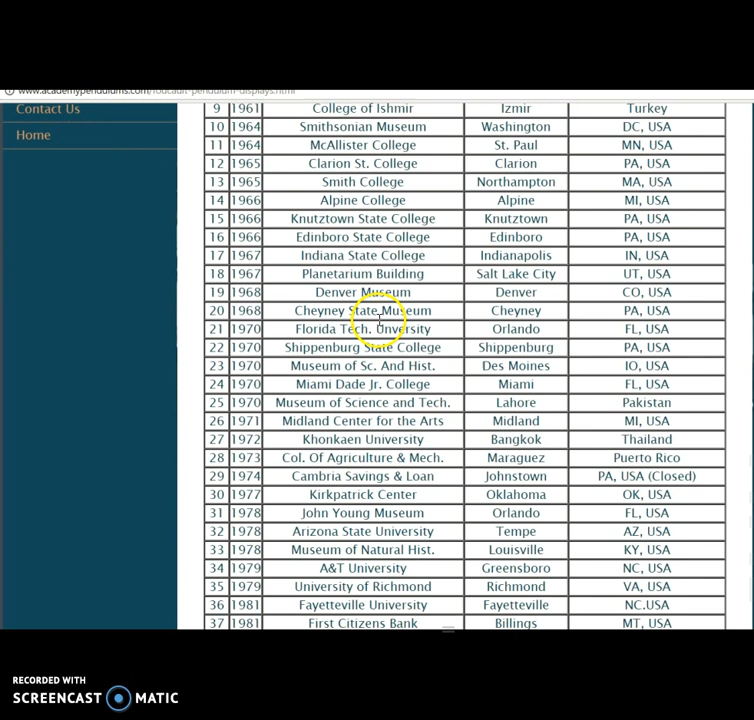 www.academypendulums.com/foucault-pendulum-displays.html
Contact Us
Home
9 1961 College of Ishmir Izmir Turkey
10 1964 Smithsonian Museum Washington DC, USA
11 1964 McAllister College St. Paul MN, USA
12 1965 Clarion St. College Clarion PA, USA
13 1965 Smith College Northampton MA, USA
14 1966 Alpine College Alpine MI, USA
15 1966 Knutztown State College Knutztown PA, USA
16 1966 Edinboro State College Edinboro PA, USA
17 1967 Indiana State College Indianapolis IN, USA
18 1967 Planetarium Building Salt Lake City UT, USA
19 1968 Denver Museum Denver CO, USA
20 1968 Cheyney State Museum Cheyney PA, USA
21 1970 Florida Tech. Unversity Orlando FL, USA
22 1970 Shippenburg State College Shippenburg PA, USA
23 1970 Museum of Sc. And Hist. Des Moines IO, USA
24 1970 Miami Dade Jr. College Miami FL, USA
25 1970 Museum of Science and Tech. Lahore Pakistan
26 1971 Midland Center for the Arts Midland MI, USA
27 1972 Khonkaen University Bangkok Thailand
28 1973 Col. Of Agriculture & Mech. Maraguez Puerto Rico
29 1974 Cambria Savings & Loan Johnstown PA, USA (Closed)
30 1977 Kirkpatrick Center Oklahoma OK, USA
31 1978 John Young Museum Orlando FL, USA
32 1978 Arizona State University Tempe AZ, USA
33 1978 Museum of Natural Hist. Louisville KY, USA
34 1979 A&T University Greensboro NC, USA
35 1979 University of Richmond Richmond VA, USA
36 1981 Fayetteville University Fayetteville NC.USA
37 1981 First Citizens Bank Billings MT, USA
RECORDED WITH
SCREENCAST MATIC